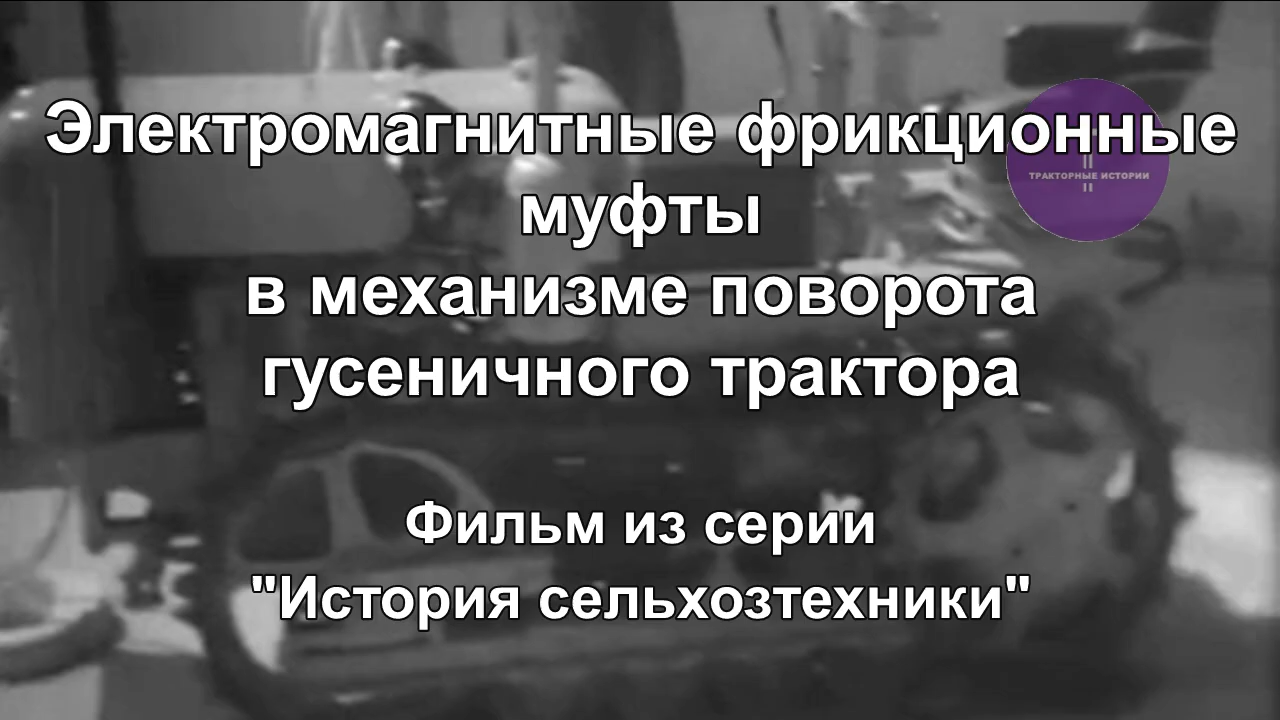 Электромагнитные фрикционные
муфты
в механизме поворота
гусеничного трактора
ТРАКТОРНЫЕ ИСТОРИИ
Фильм из серии
"История сельхозтехники"